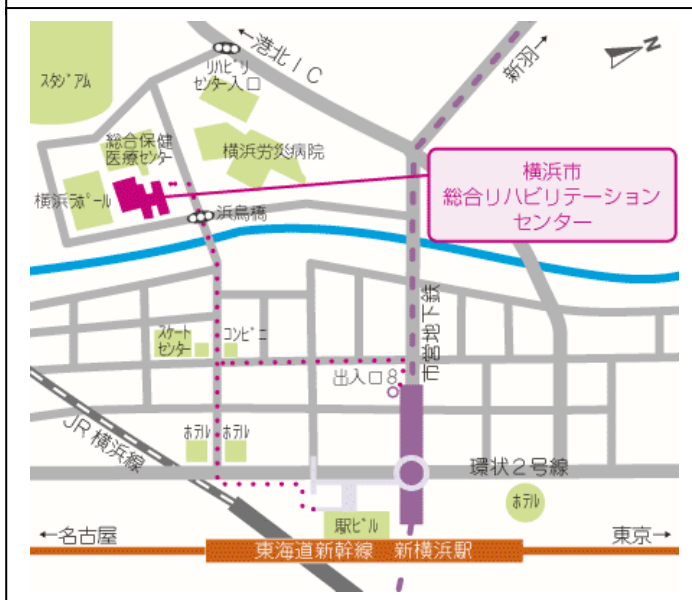 ←港北IC
新羽→
N
スタジアム
リハビリ
センター入口
総合保健
医療センター
横浜労災病院
横浜市
総合リハビリテーション
センター
横浜ラポール
浜鳥橋
市営地下鉄
スケート
センター
コンビニ
出入口8
JR横浜線
ホテル
ホテル
環状2号線
ホテル
駅ビル
←名古屋
東京→
東海道新幹線 新横浜駅